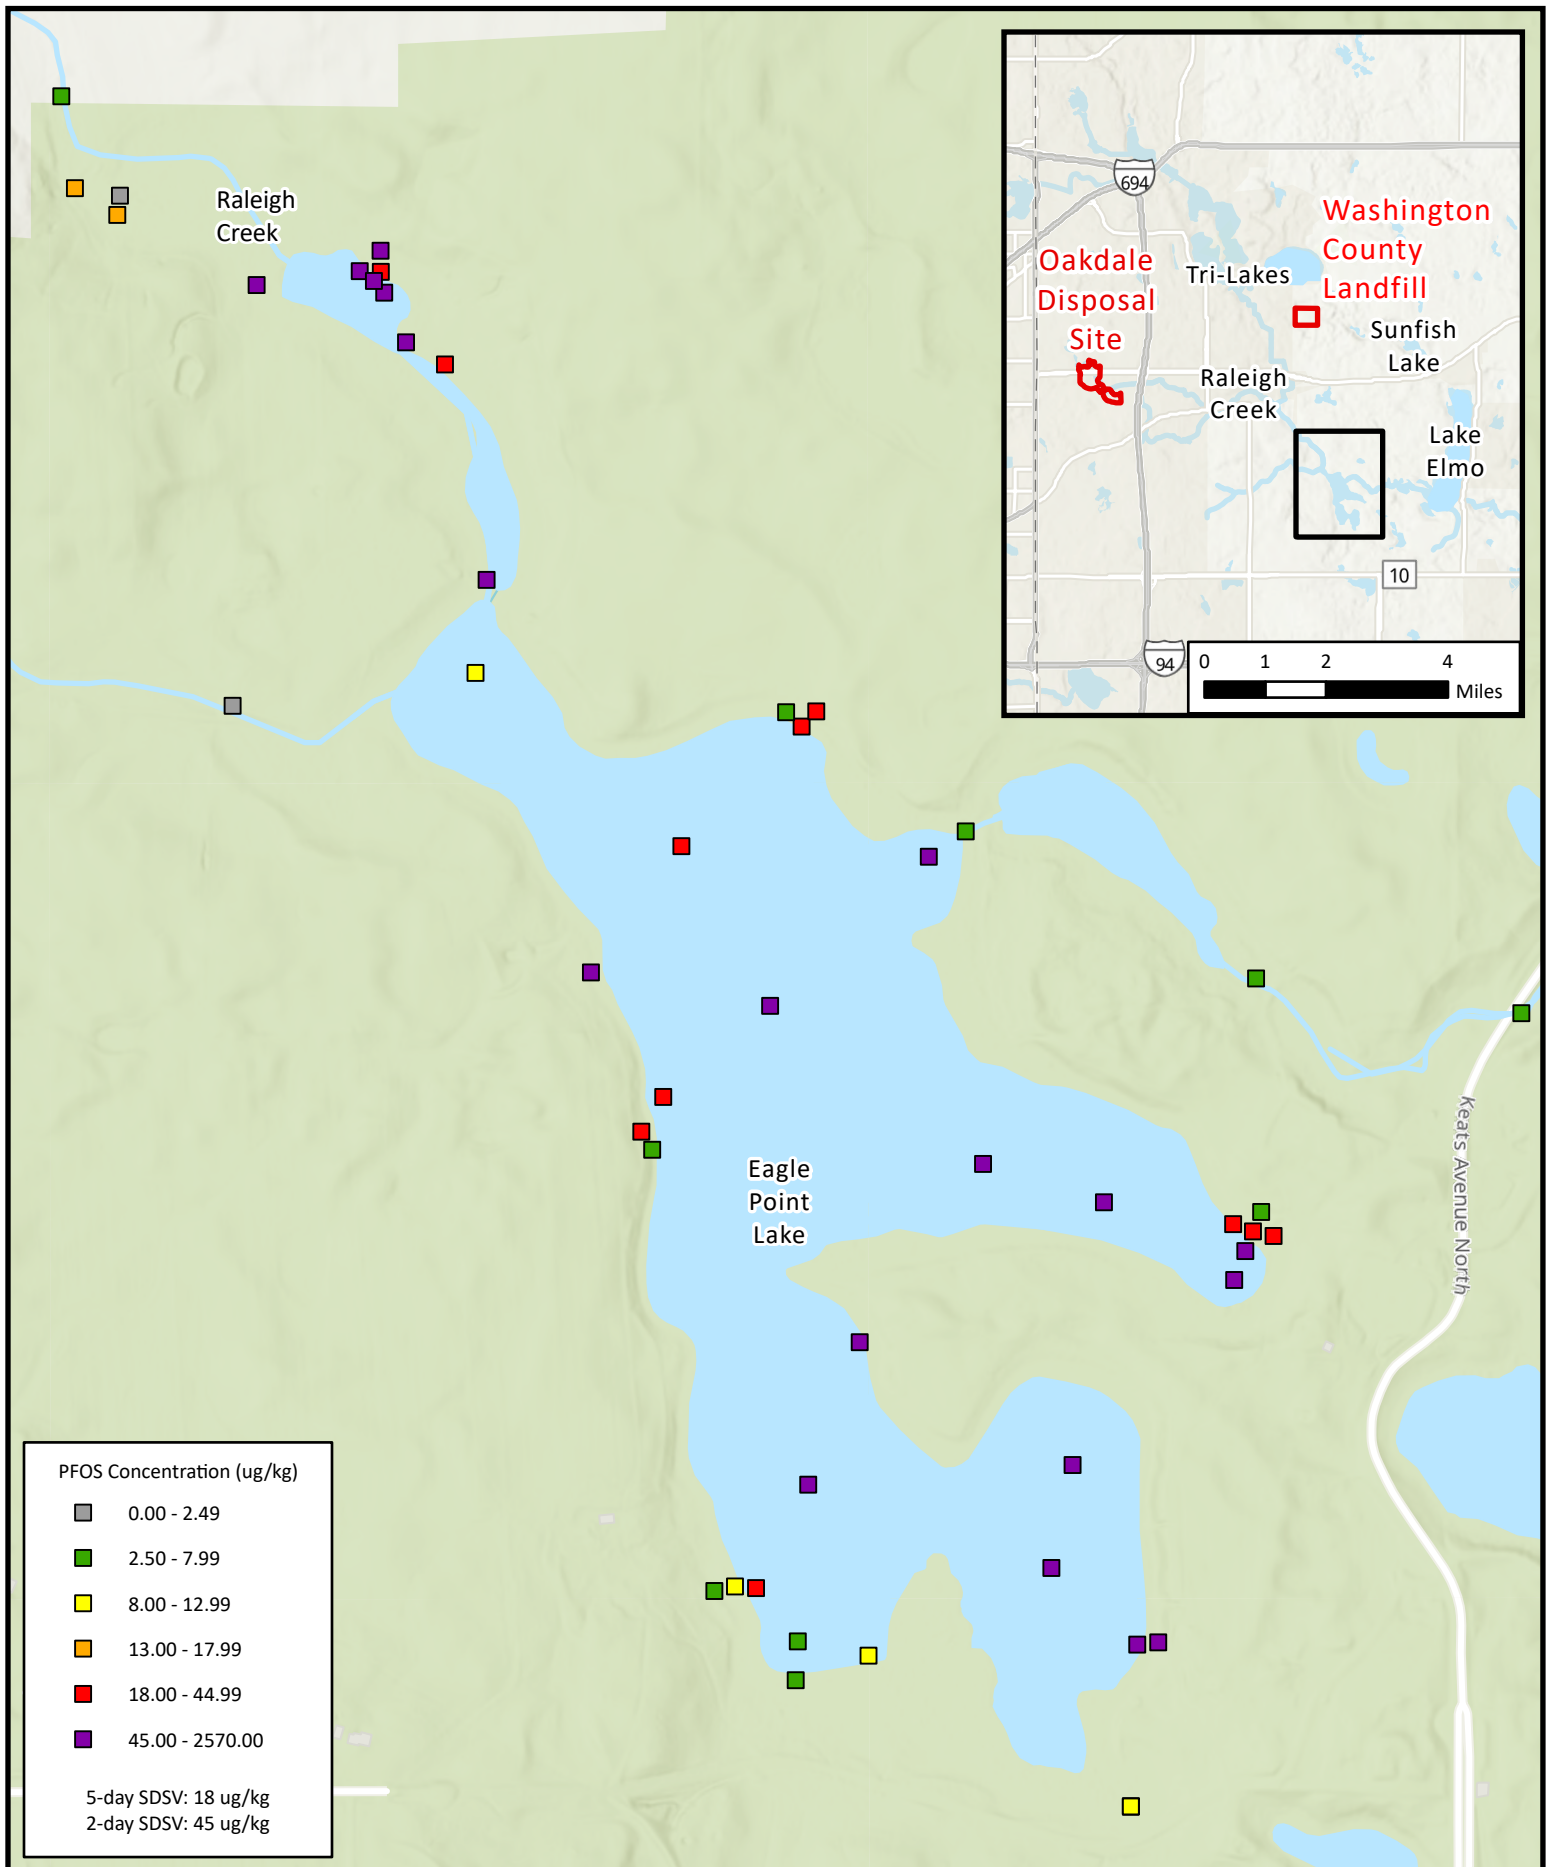 Raleigh
Creek
694
Washington
County
Landfill
Oakdale
Disposal
Site
Tri-Lakes
Sunfish
Lake
Raleigh
Creek
Lake
Elmo
10
94
0 1 2 4
Miles
Eagle
Point
Lake
Keats Avenue North
PFOS Concentration (ug/kg)
0.00 - 2.49
2.50 - 7.99
8.00 - 12.99
13.00 - 17.99
18.00 - 44.99
45.00 - 2570.00
5-day SDSV: 18 ug/kg
2-day SDSV: 45 ug/kg